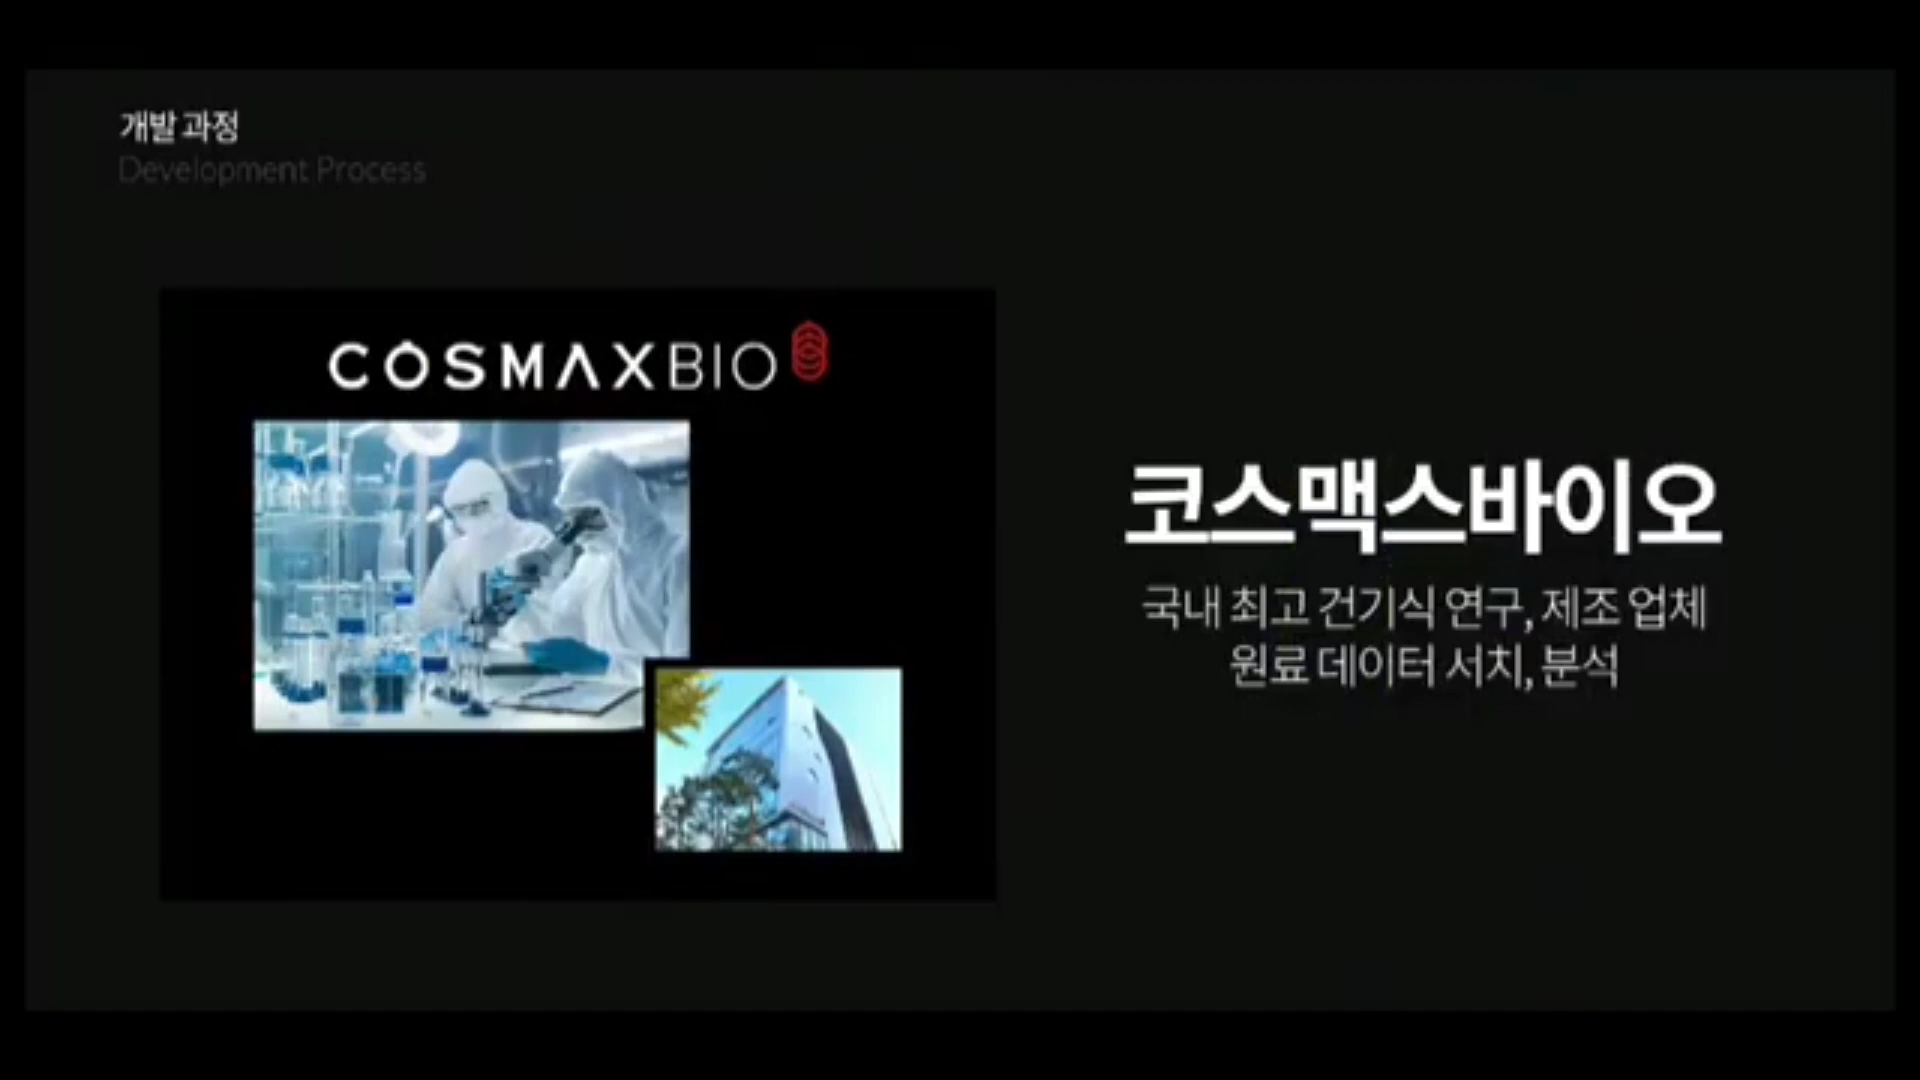 개발 과정
Development Process
COSMAXBIO
코스맥스바이오
국내 최고 건기식 연구, 제조 업체
원료 데이터 서치, 분석